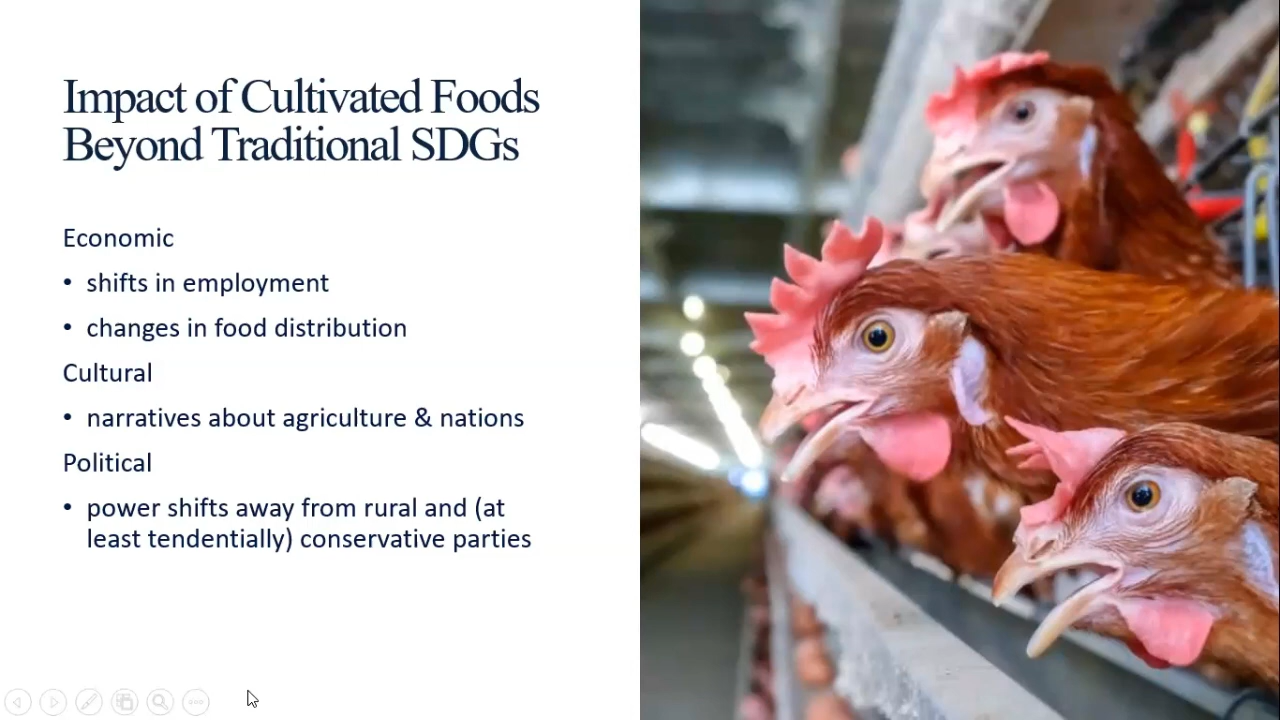 Impact of Cultivated Foods
Beyond Traditional SDGs
Economic
• shifts in employment
• changes in food distribution
Cultural
• narratives about agriculture & nations
Political
• power shifts away from rural and (at
least tendentially) conservative parties